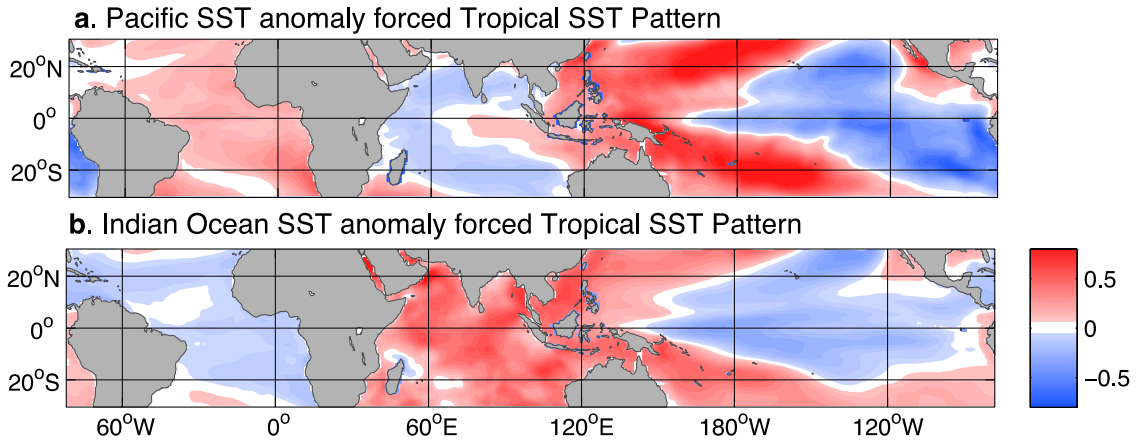 a. Pacific SST anomaly forced Tropical SST Pattern
20°N
0°
20°S
b. Indian Ocean SST anomaly forced Tropical SST Pattern
20°N
0°
20°S
60°W 0° 60°E 120°E 180°W 120°W
0.5
0
−0.5